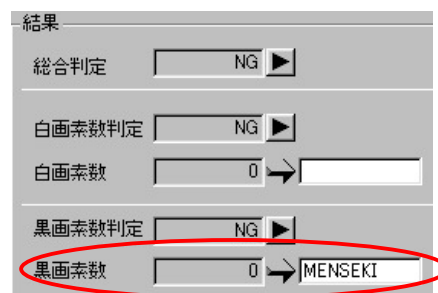 結果
総合判定 NG
白画素数判定 NG
白画素数 0
黒画素数判定 NG
黒画素数 0 MENSEKI